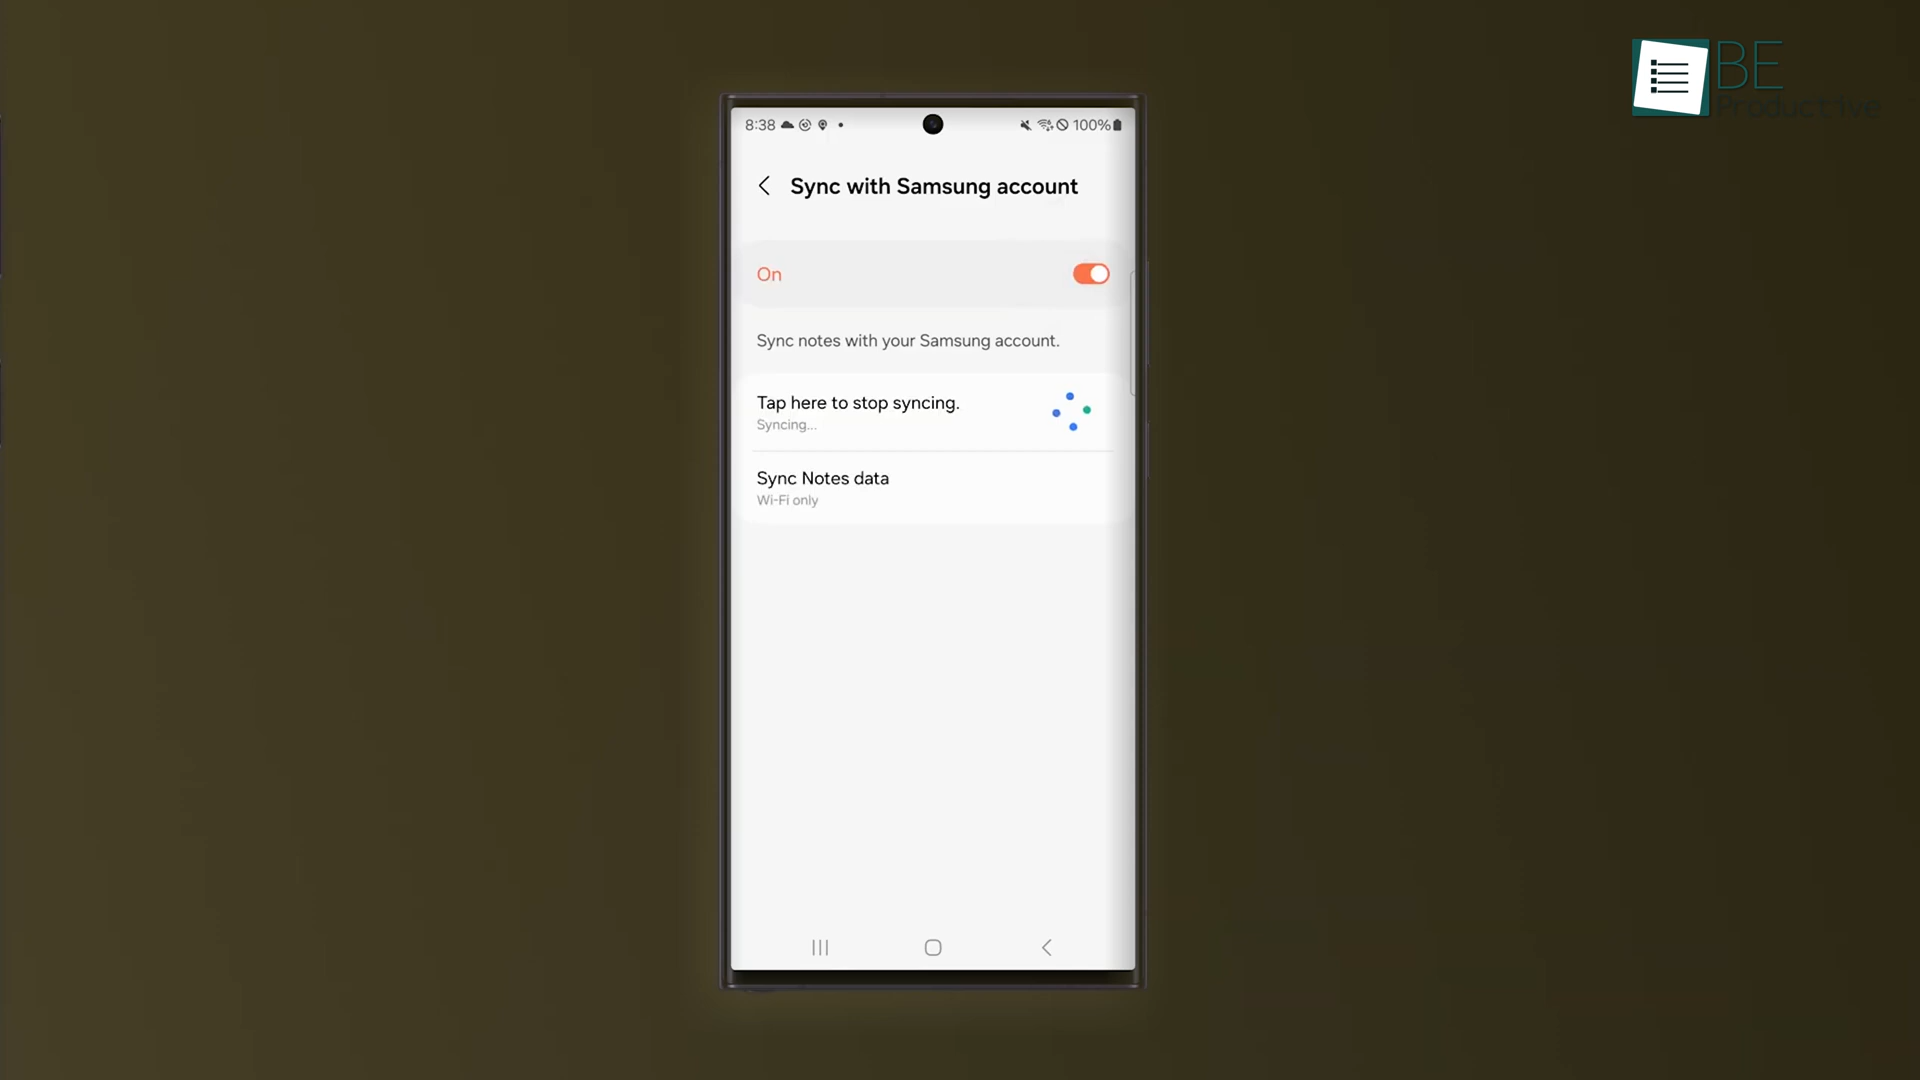 BE
Productive
8:38
100%
Sync with Samsung account
On
Sync notes with your Samsung account.
Tap here to stop syncing.
Syncing...
Sync Notes data
Wi-Fi only